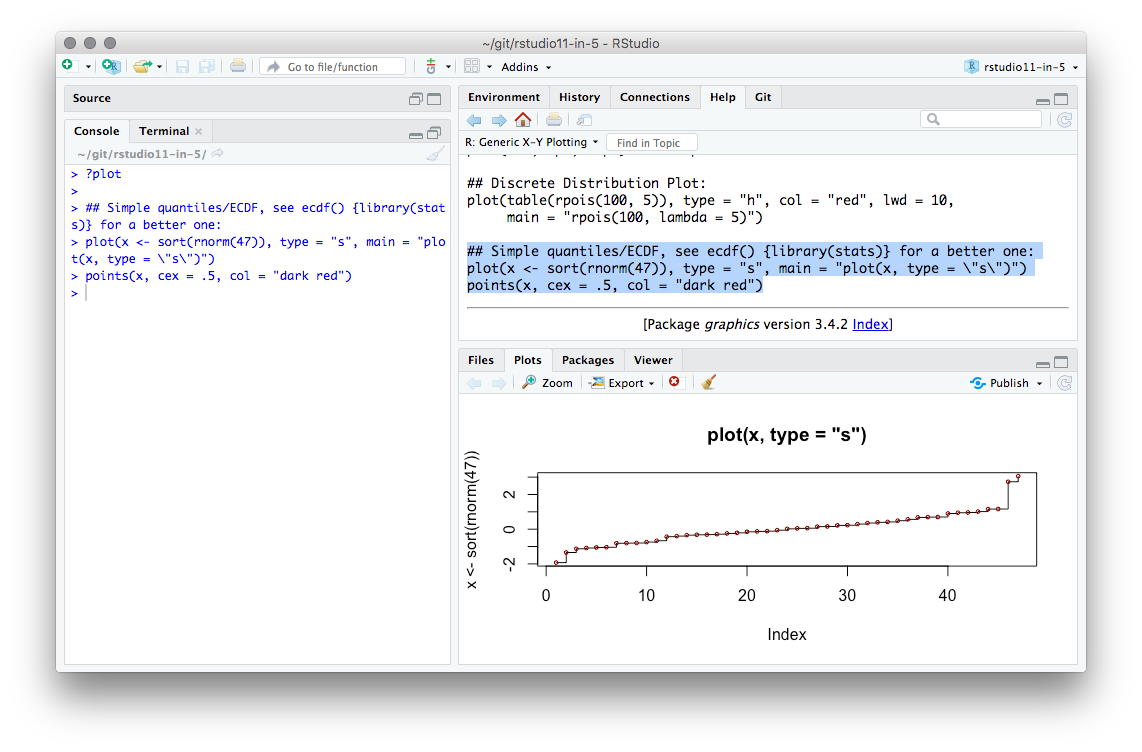 ~/git/rstudio11-in-5 - RStudio
Go to file/function
Addins
R rstudio11-in-5
Source
Console Terminal
~/git/rstudio11-in-5/
> ?plot
>
> ## Simple quantiles/ECDF, see ecdf() {library(stat
s)} for a better one:
> plot(x <- sort(rnorm(47)), type = "s", main = "plo
t(x, type = \"s\")")
> points(x, cex = .5, col = "dark red")
>
Environment History Connections Help Git
R: Generic X-Y Plotting Find in Topic
## Discrete Distribution Plot:
plot(table(rpois(100, 5)), type = "h", col = "red", lwd = 10,
main = "rpois(100, lambda = 5)")
## Simple quantiles/ECDF, see ecdf() {library(stats)} for a better one:
plot(x <- sort(rnorm(47)), type = "s", main = "plot(x, type = \"s\")")
points(x, cex = .5, col = "dark red")
[Package graphics version 3.4.2 Index]
Files Plots Packages Viewer
Zoom Export Publish
plot(x, type = "s")
x <- sort(rnorm(47))
2
0
-2
0 10 20 30 40
Index